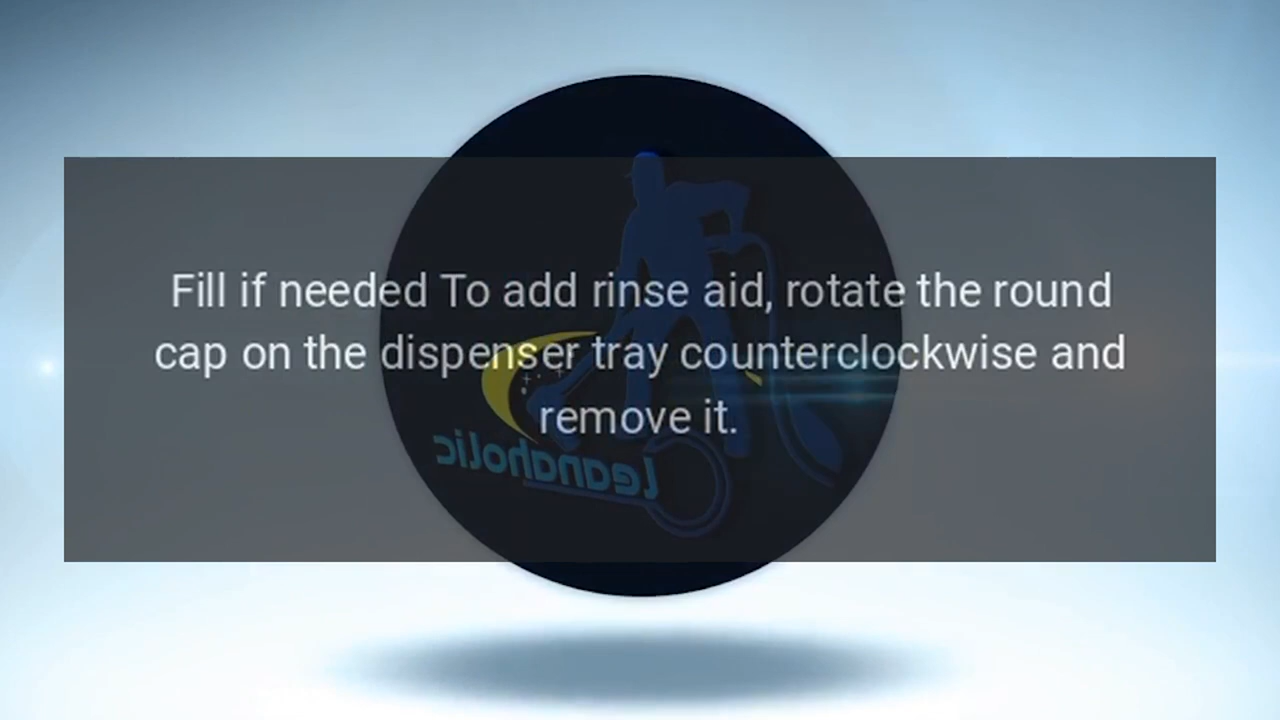 Fill if needed To add rinse aid, rotate the round
cap on the dispenser tray counterclockwise and
remove it.
leanaholic